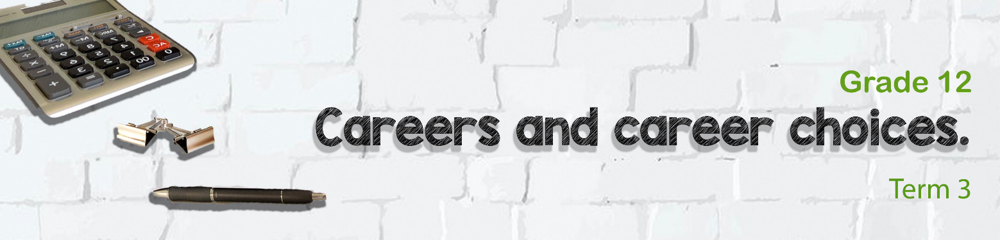 Grade 12
Careers and career choices.
Term 3